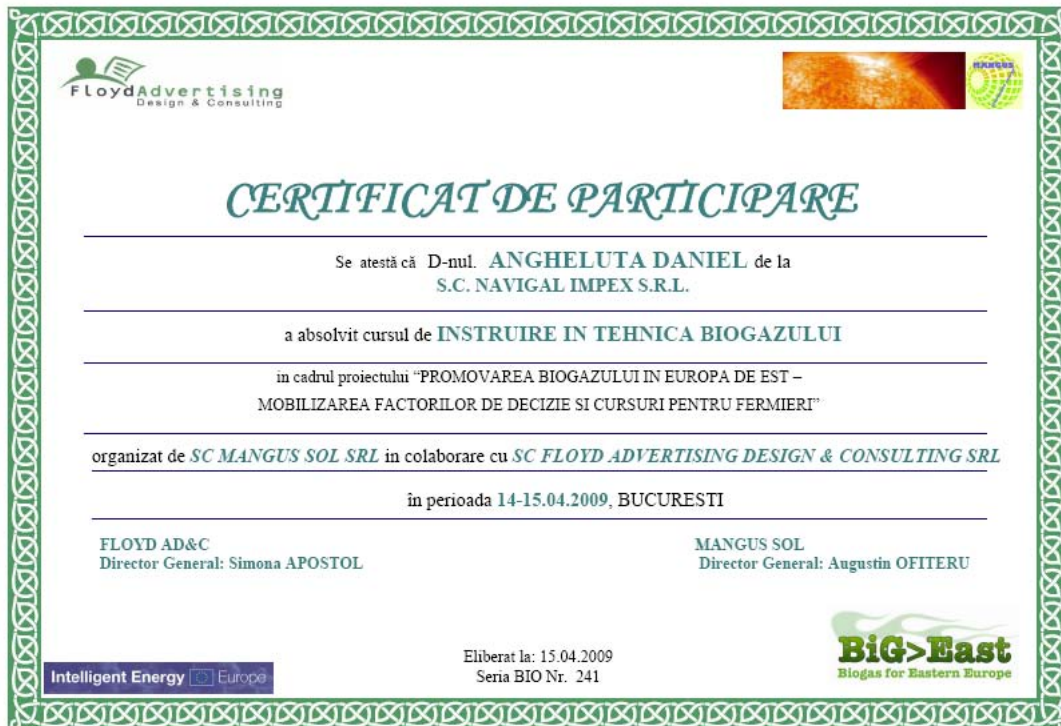 FLoydAdvertising
Design & Consulting
MANGUS
CERTIFICAT DE PARTICIPARE
Se atestă că D-nul. ANGHELUTA DANIEL de la
S.C. NAVIGAL IMPEX S.R.L.
a absolvit cursul de INSTRUIRE IN TEHNICA BIOGAZULUI
in cadrul proiectului “PROMOVAREA BIOGAZULUI IN EUROPA DE EST –
MOBILIZAREA FACTORILOR DE DECIZIE SI CURSURI PENTRU FERMIERI”
organizat de SC MANGUS SOL SRL in colaborare cu SC FLOYD ADVERTISING DESIGN & CONSULTING SRL
în perioada 14-15.04.2009, BUCURESTI
FLOYD AD&C
Director General: Simona APOSTOL
MANGUS SOL
Director General: Augustin OFITERU
Eliberat la: 15.04.2009
Seria BIO Nr. 241
Intelligent Energy Europe
BiG>East
Biogas for Eastern Europe